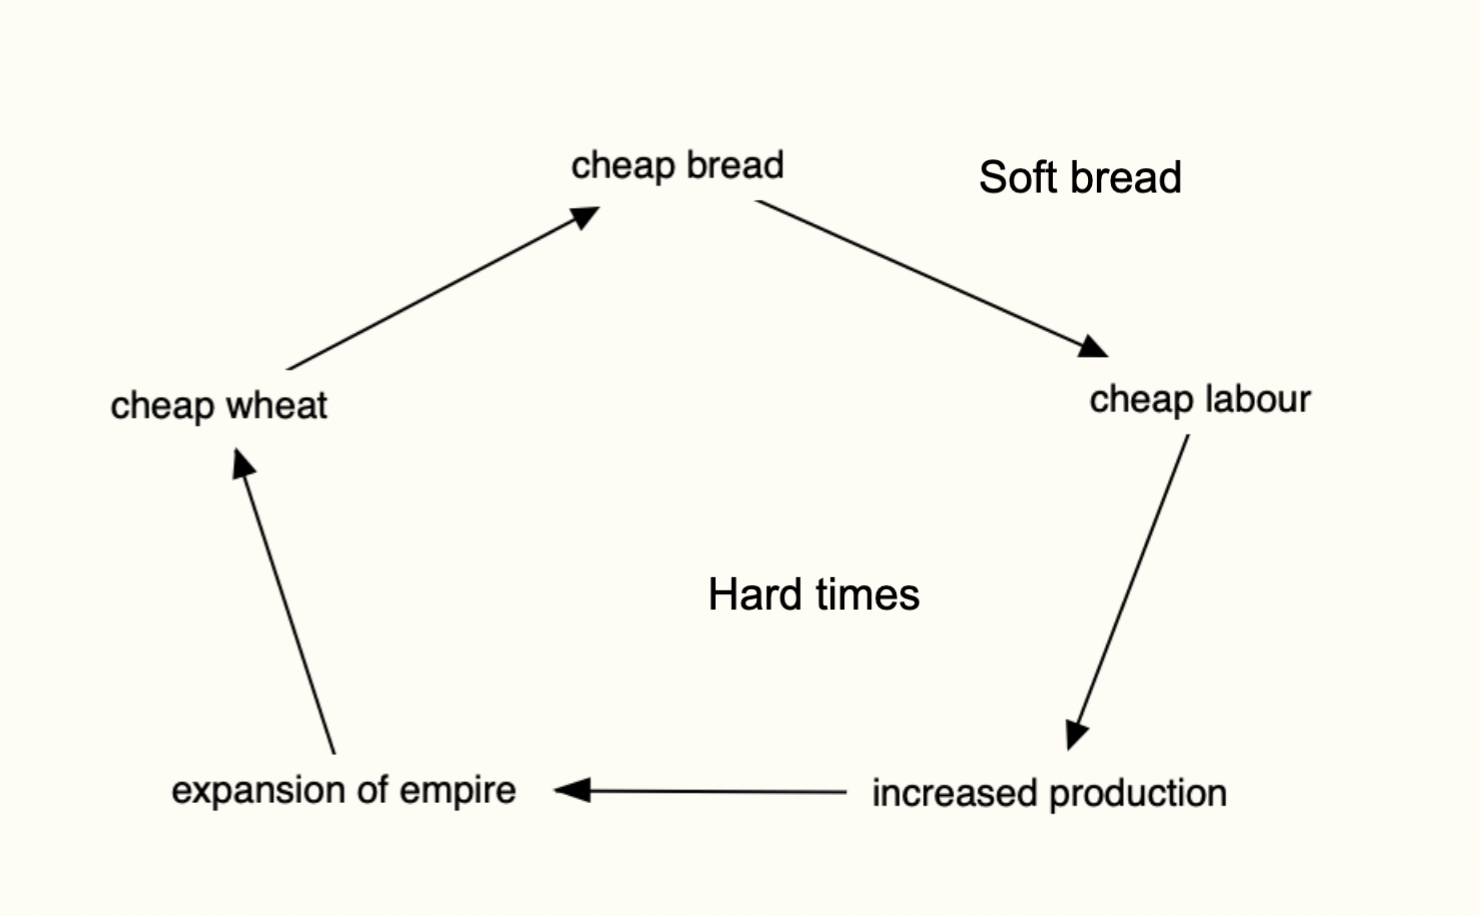 cheap bread
Soft bread
cheap wheat
cheap labour
Hard times
expansion of empire
increased production